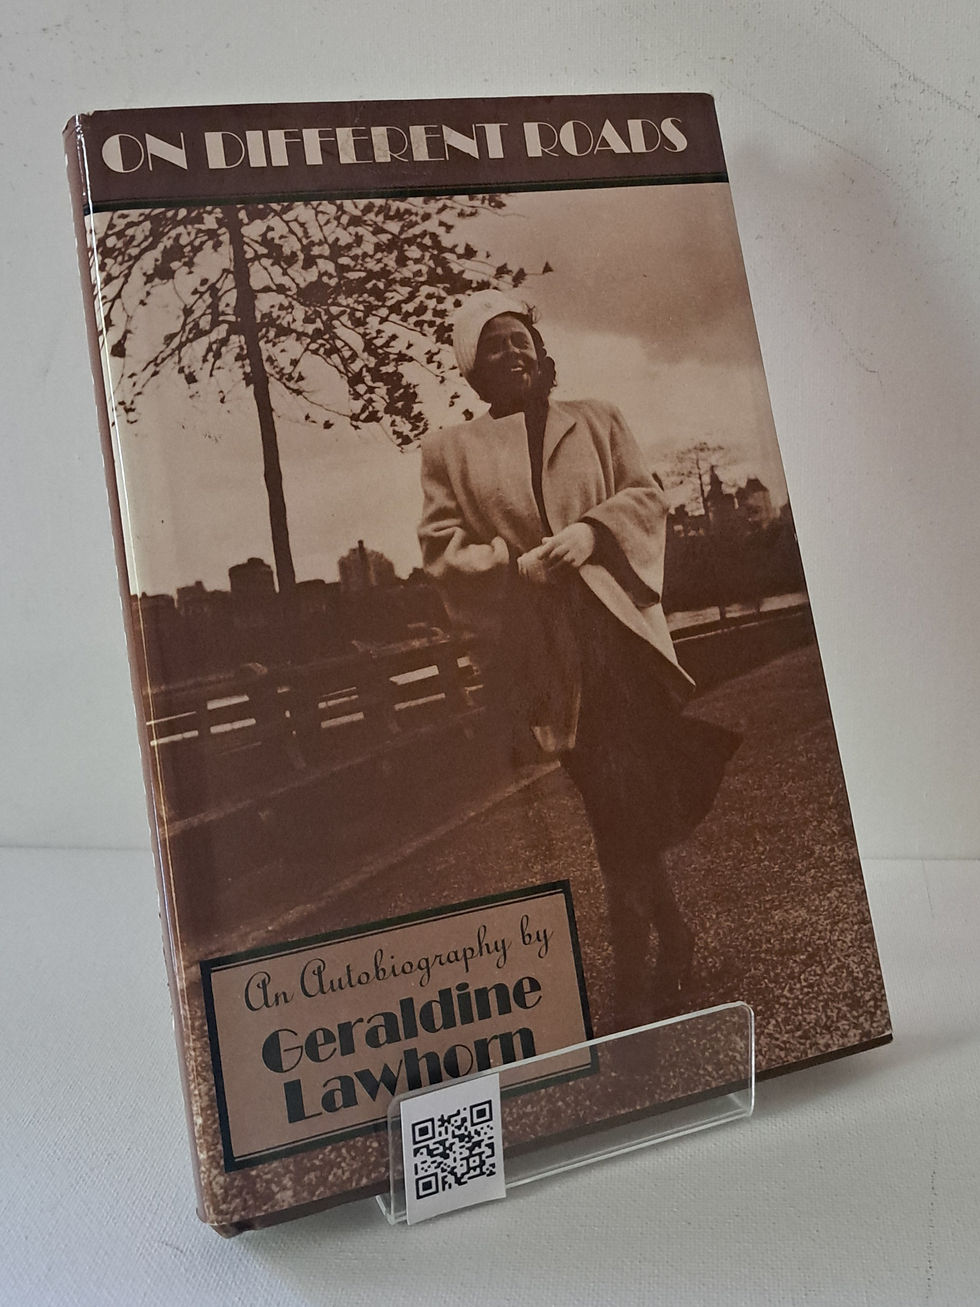 ON DIFFERENT ROADS
An Autobiography by
Geraldine
Lawhorn